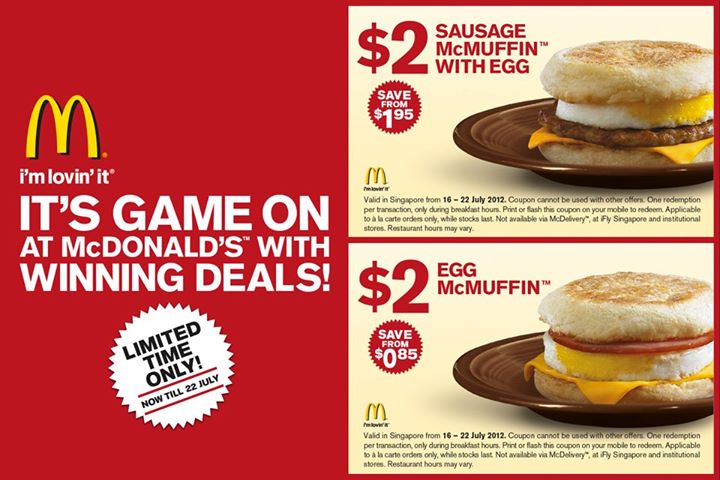 i'm lovin' it®
IT'S GAME ON
AT McDONALD'S™ WITH
WINNING DEALS!
LIMITED
TIME
ONLY!
NOW TILL 22 JULY
$2
SAUSAGE
McMUFFIN™
WITH EGG
SAVE
FROM
$1.95
i'm lovin' it®
Valid in Singapore from 16 – 22 July 2012. Coupon cannot be used with other offers. One redemption
per transaction, only during breakfast hours. Print or flash this coupon on your mobile to redeem. Applicable
to à la carte orders only, while stocks last. Not available via McDelivery™, at iFly Singapore and institutional
stores. Restaurant hours may vary.
$2
EGG
McMUFFIN™
SAVE
FROM
$0.85
i'm lovin' it®
Valid in Singapore from 16 – 22 July 2012. Coupon cannot be used with other offers. One redemption
per transaction, only during breakfast hours. Print or flash this coupon on your mobile to redeem. Applicable
to à la carte orders only, while stocks last. Not available via McDelivery™, at iFly Singapore and institutional
stores. Restaurant hours may vary.